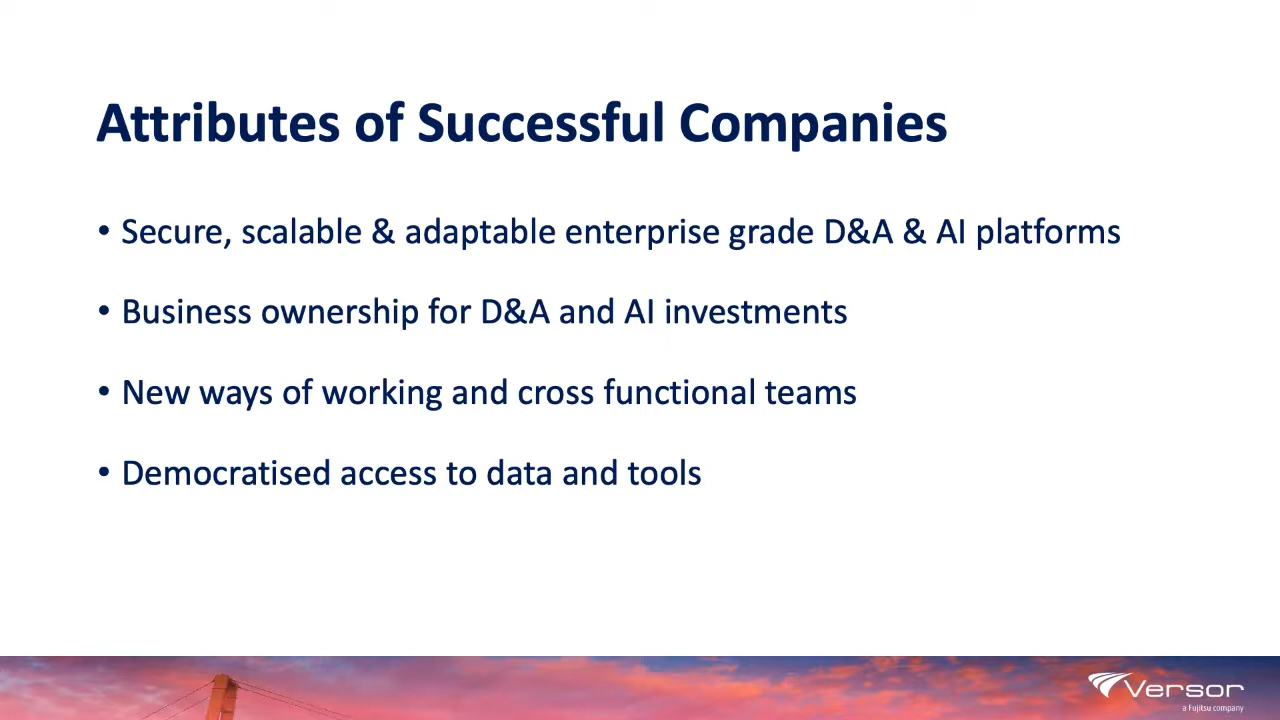 Attributes of Successful Companies
• Secure, scalable & adaptable enterprise grade D&A & AI platforms
• Business ownership for D&A and AI investments
• New ways of working and cross functional teams
• Democratised access to data and tools
Versor
a Fujitsu company